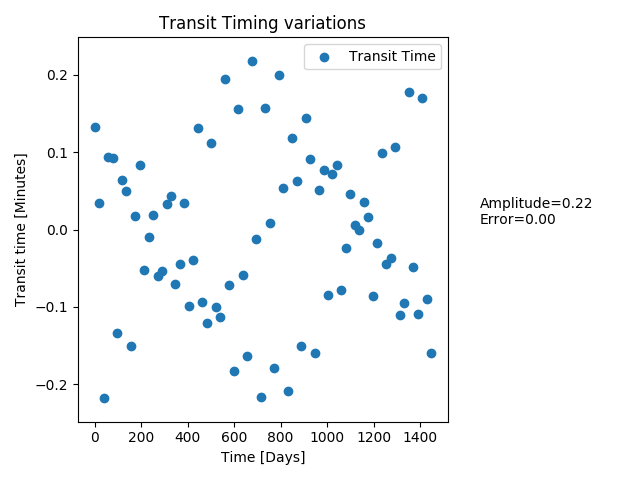 Transit Timing variations
Transit Time
Transit time [Minutes]
0.2
0.1
0.0
−0.1
−0.2
0 200 400 600 800 1000 1200 1400
Time [Days]
Amplitude=0.22
Error=0.00